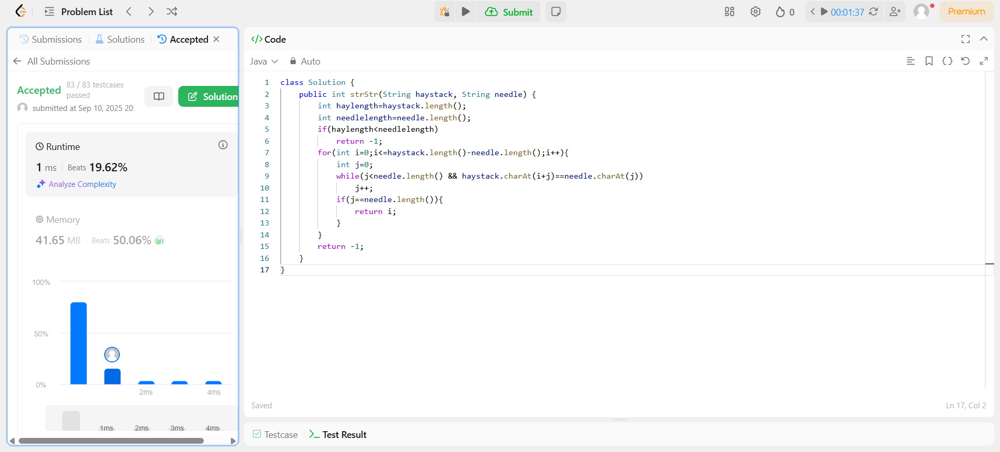 Problem List
Submit
0
00:01:37
Premium
Submissions
Solutions
Accepted
All Submissions
Accepted
83 / 83 testcases
passed
submitted at Sep 10, 2025 20:
Solution
Runtime
1 ms
Beats 19.62%
Analyze Complexity
Memory
41.65 MB
Beats 50.06%
100%
50%
0%
2ms
4ms
1ms
2ms
3ms
4ms
</> Code
Java
Auto
1 class Solution {
2     public int strStr(String haystack, String needle) {
3         int haylength=haystack.length();
4         int needlelength=needle.length();
5         if(haylength<needlelength)
6             return -1;
7         for(int i=0;i<=haystack.length()-needle.length();i++){
8             int j=0;
9             while(j<needle.length() && haystack.charAt(i+j)==needle.charAt(j))
10                 j++;
11             if(j==needle.length()){
12                 return i;
13             }
14         }
15         return -1;
16     }
17 }
Saved
Ln 17, Col 2
Testcase
Test Result